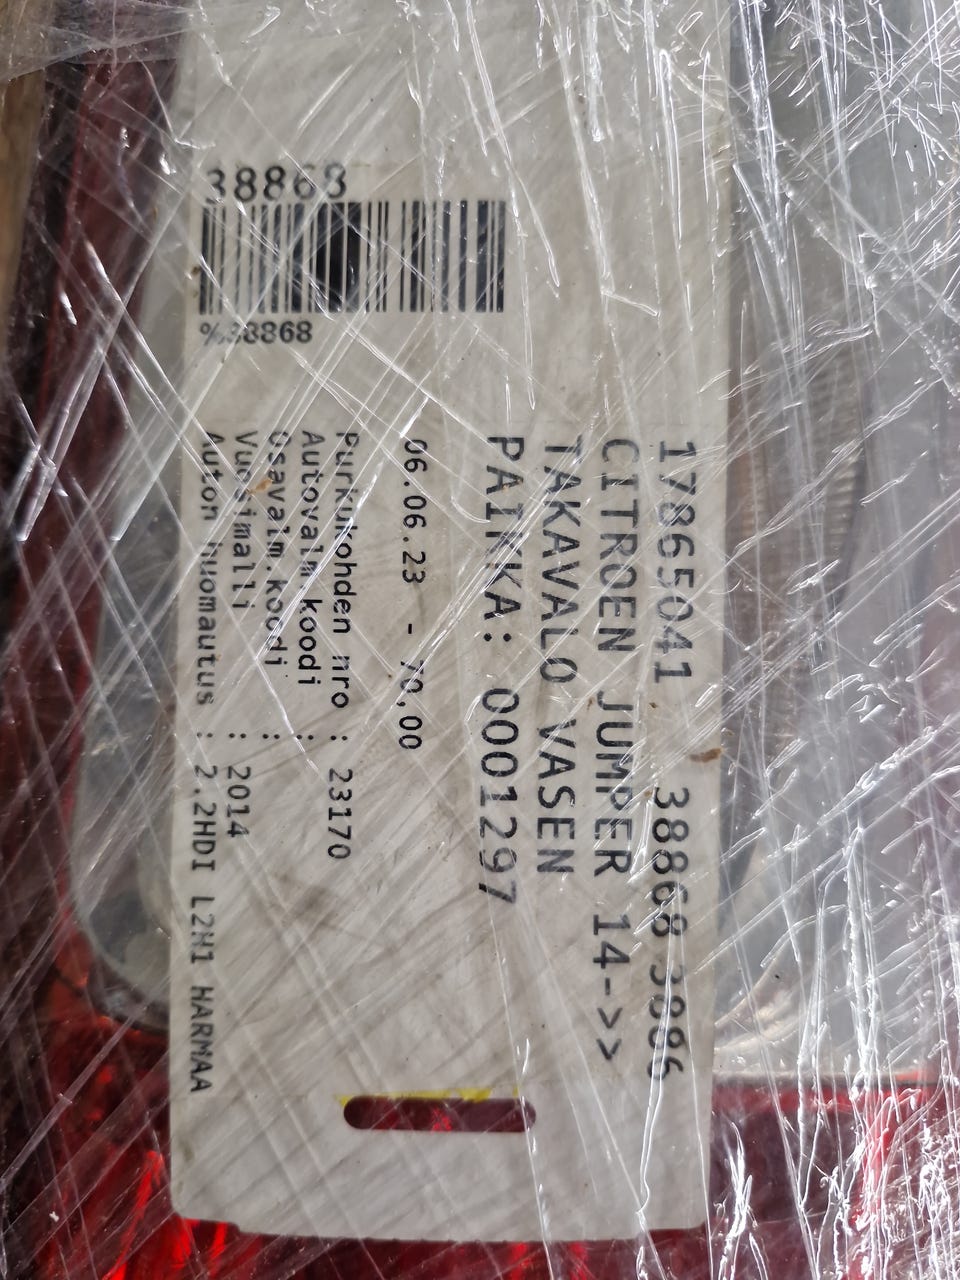 38868
%38868
17865041 38868 3886
CITROEN JUMPER 14->>
TAKAVALO VASEN
PAIKKA: 0001297
06.06.23 - 70,00
Purkukohden nro : 23170
Autovalm koodi :
Osavalm.koodi :
Vuosimalli : 2014
Auton huomautus : 2.2HDI L2H1 HARMAA